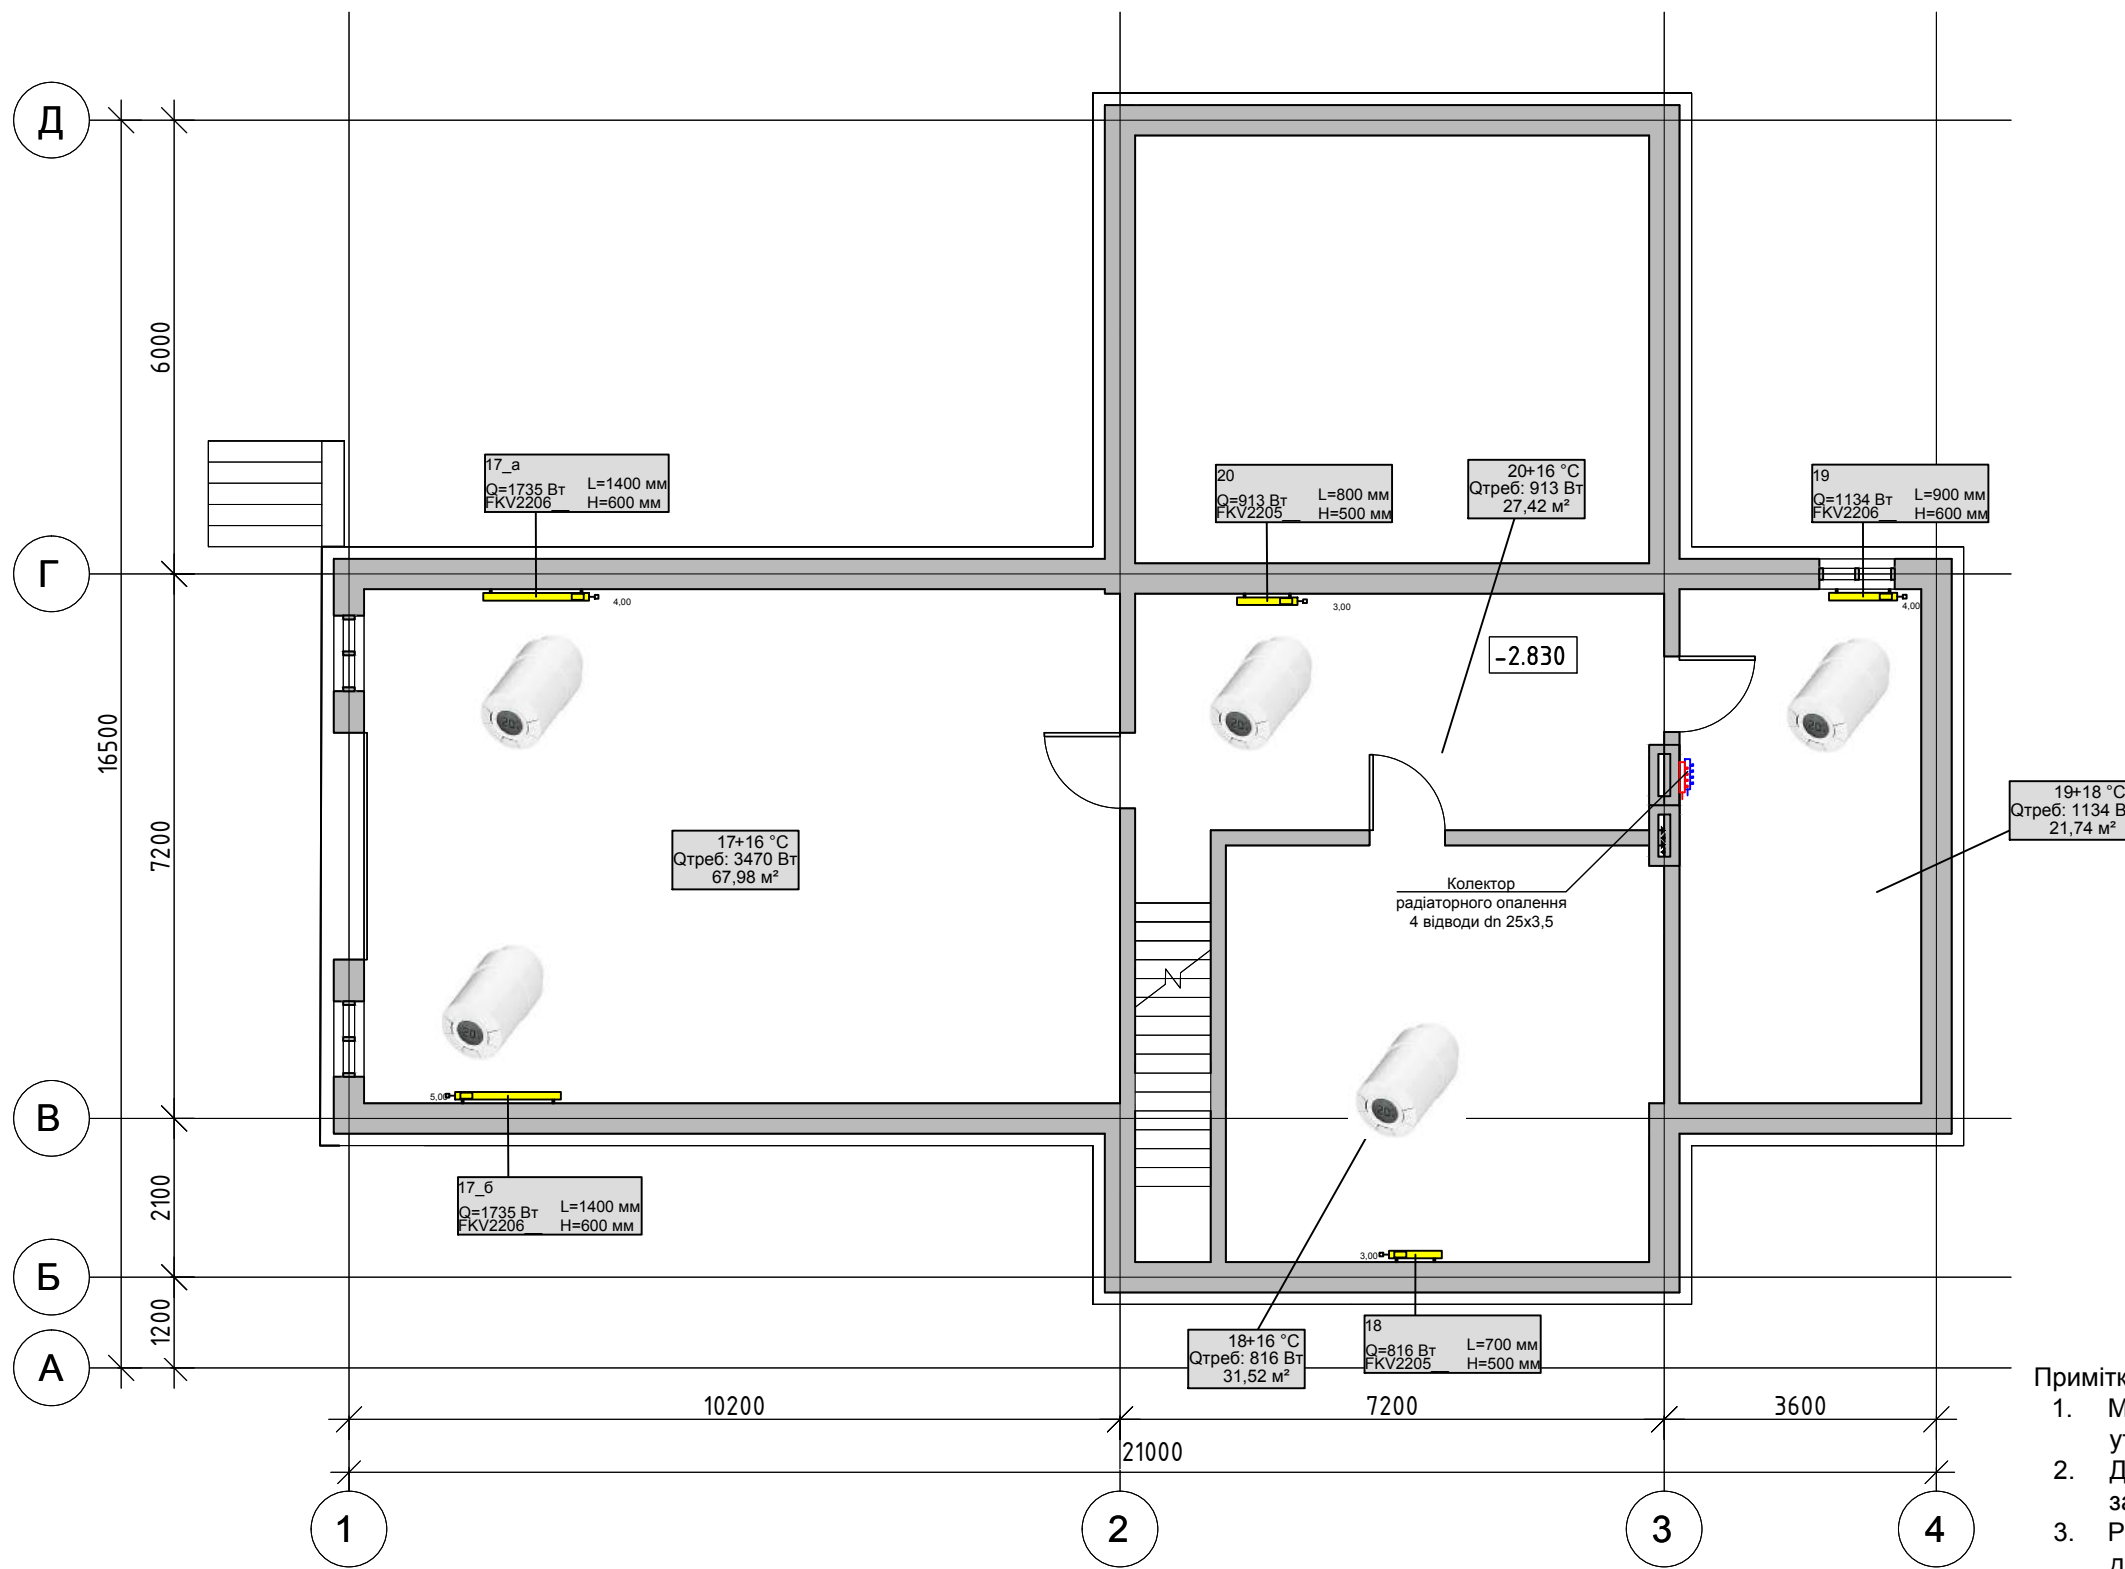 Д
6000
17_а
Q=1735 Вт L=1400 мм
FKV2206__ H=600 мм
20
Q=913 Вт L=800 мм
FKV2205__ H=500 мм
20+16 °C
Qтреб: 913 Вт
27,42 м²
19
Q=1134 Вт L=900 мм
FKV2206__ H=600 мм
Г
4,00
3,00
4,00
-2.830
16500
7200
17+16 °C
Qтреб: 3470 Вт
67,98 м²
19+18 °C
Qтреб: 1134 В
21,74 м²
Колектор
радіаторного опалення
4 відводи dn 25x3,5
5,00
В
2100
17_б
Q=1735 Вт L=1400 мм
FKV2206__ H=600 мм
3,00
Б
1200
18+16 °C
Qтреб: 816 Вт
31,52 м²
18
Q=816 Вт L=700 мм
FKV2205__ H=500 мм
А
10200
7200
3600
21000
1
2
3
4
Примітк
1. М
ут
2. Д
за
3. Р